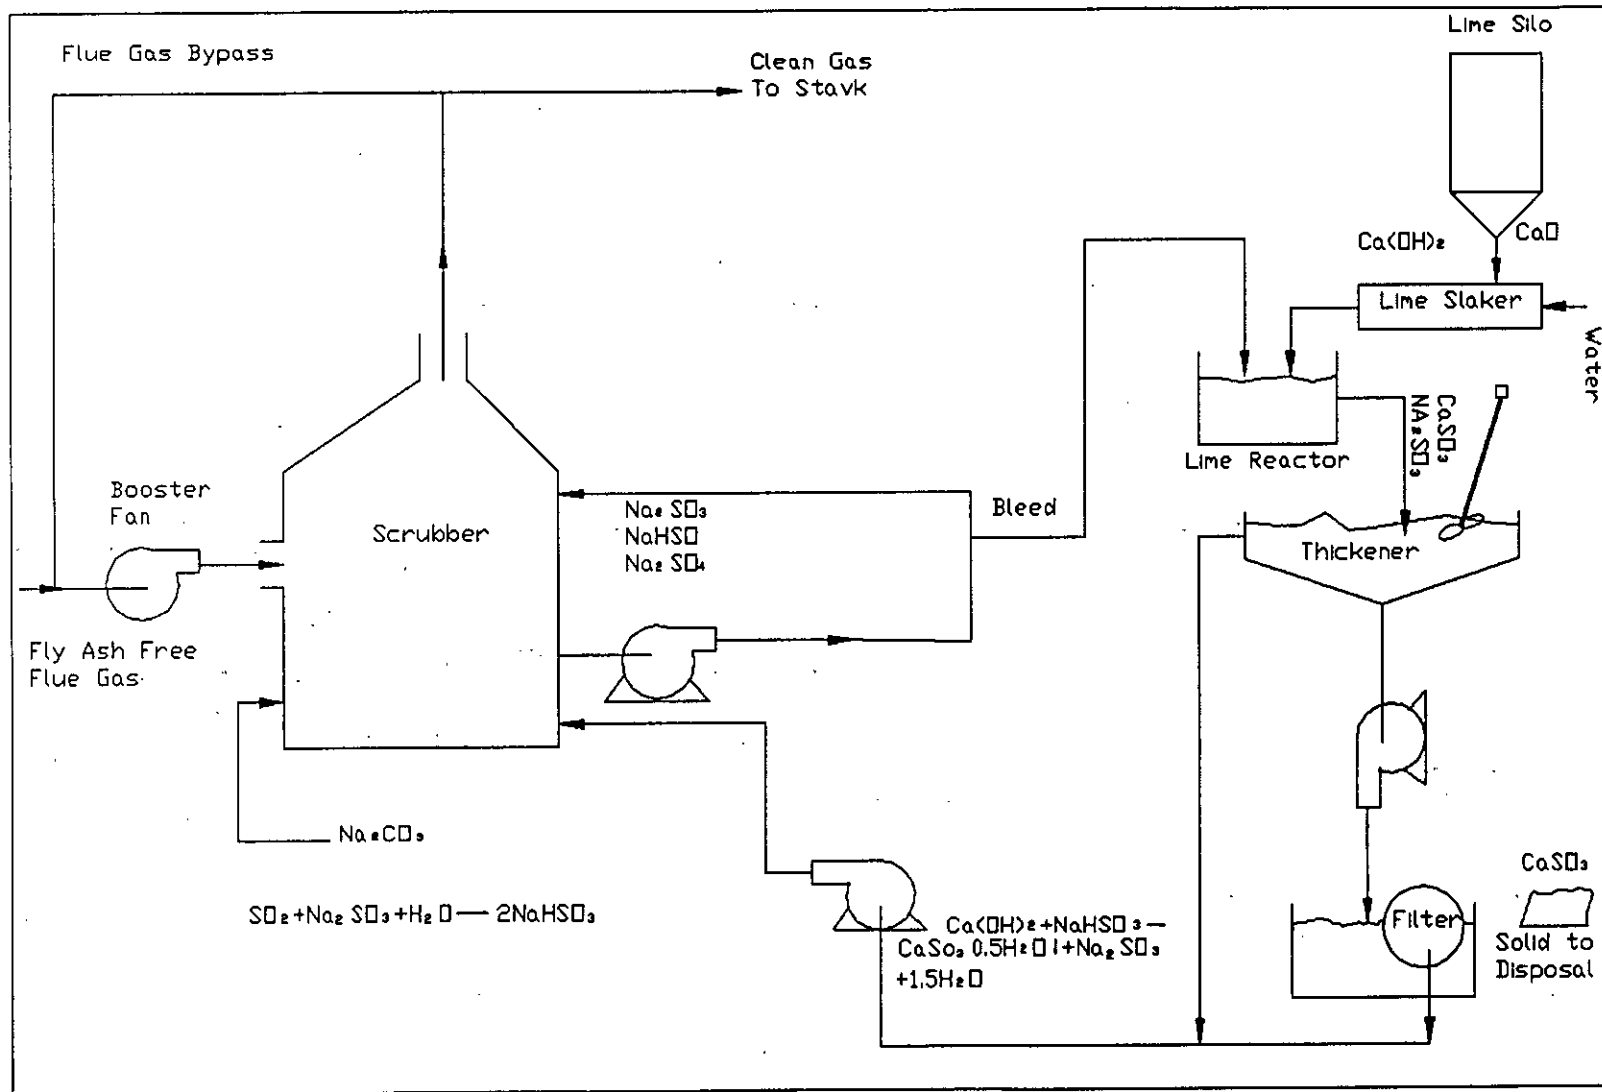 Flue Gas Bypass
Clean Gas
To Stavk
Lime Silo
Ca(OH)₂
CaO
Lime Slaker
Water
Lime Reactor
CaSO₃
NA₂SO₃
Booster
Fan
Scrubber
Na₂SO₃
NaHSO
Na₂SO₄
Bleed
Thickener
Fly Ash Free
Flue Gas
Na₂CO₃
SO₂+Na₂SO₃+H₂O — 2NaHSO₃
Ca(OH)₂+NaHSO₃—
CaSo₃ 0.5H₂O↓+Na₂SO₃
+1.5H₂O
Filter
CaSO₃
Solid to
Disposal